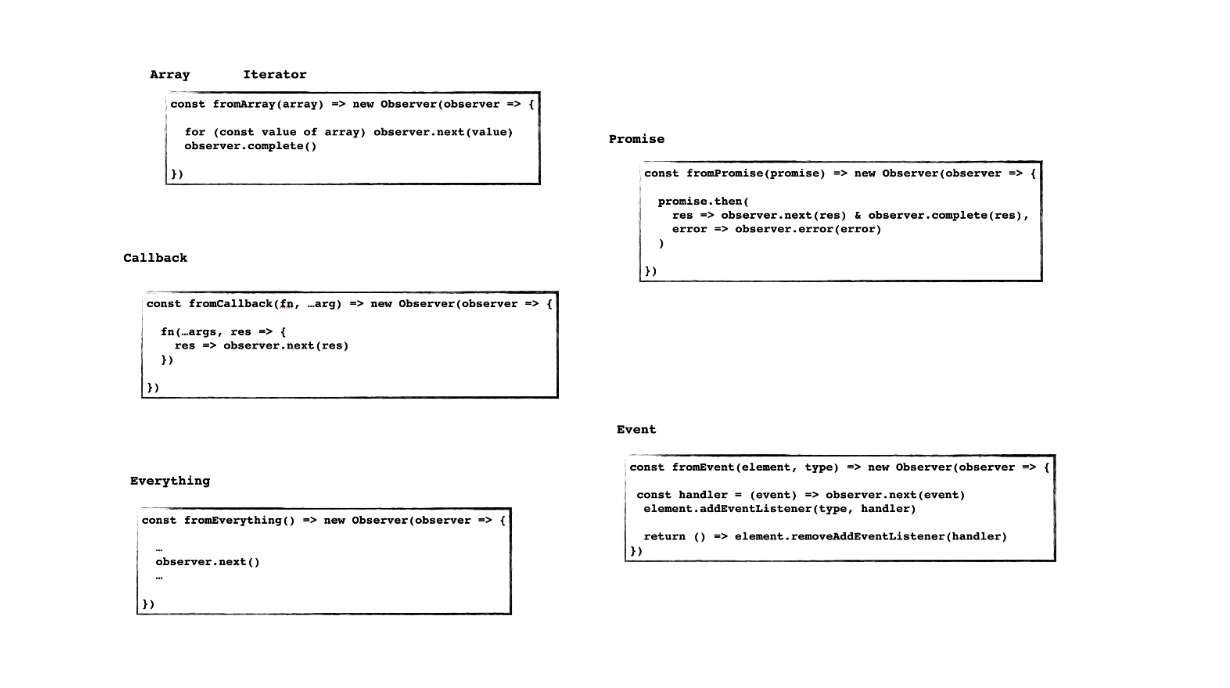 Array Iterator
const fromArray(array) => new Observer(observer => {
for (const value of array) observer.next(value)
observer.complete()
})
Callback
const fromCallback(fn, …arg) => new Observer(observer => {
fn(…args, res => {
res => observer.next(res)
})
})
Everything
const fromEverything() => new Observer(observer => {
…
observer.next()
…
})
Promise
const fromPromise(promise) => new Observer(observer => {
promise.then(
res => observer.next(res) & observer.complete(res),
error => observer.error(error)
)
})
Event
const fromEvent(element, type) => new Observer(observer => {
const handler = (event) => observer.next(event)
element.addEventListener(type, handler)
return () => element.removeAddEventListener(handler)
})